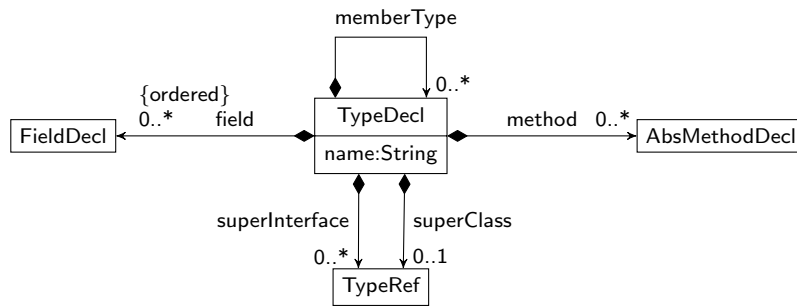 memberType
0..*
{ordered}
0..* field
TypeDecl
method 0..*
FieldDecl
name:String
AbsMethodDecl
superInterface
superClass
0..*
0..1
TypeRef